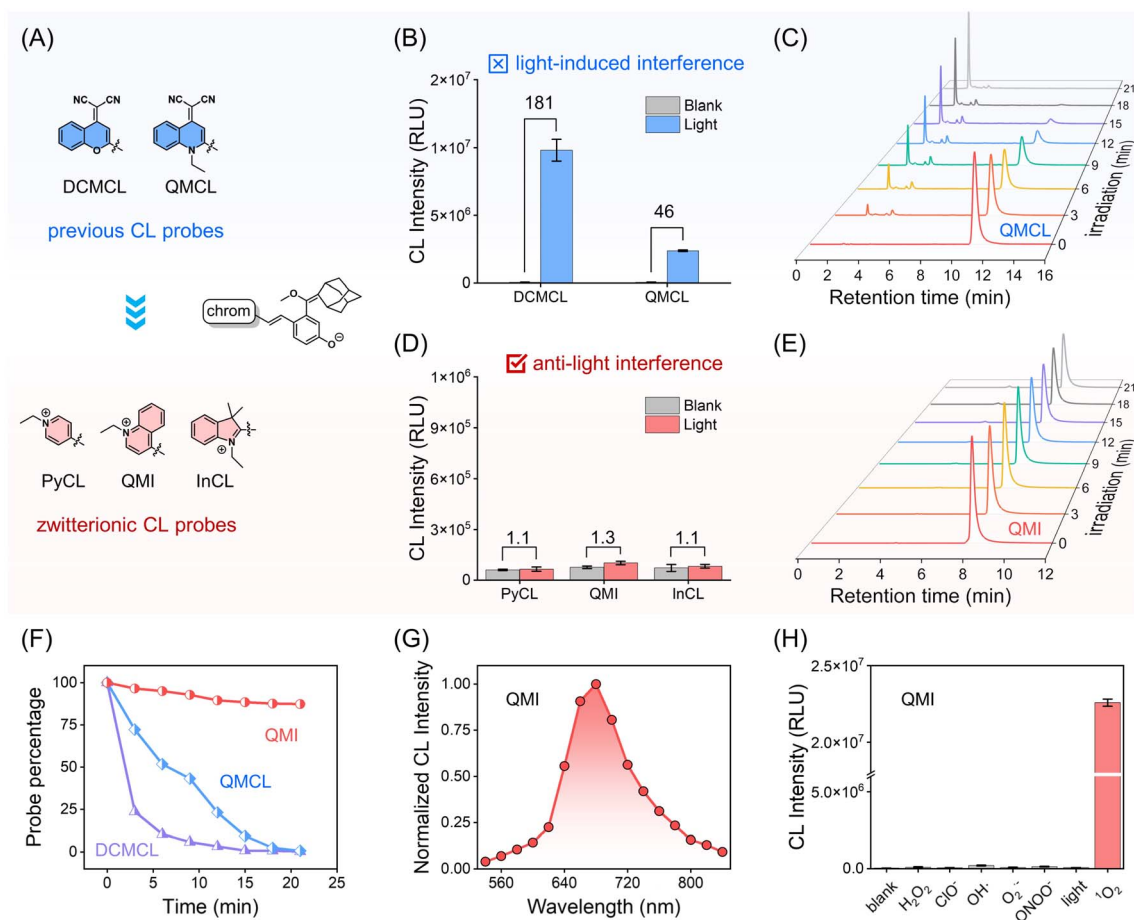 (A)
NC CN
NC CN
O
N
DCMCL
QMCL
previous CL probes
chrom
O
O⊖
N
N
N
PyCL
QMI
InCL
zwitterionic CL probes
(B)
light-induced interference
CL Intensity (RLU)
2×10⁷
1×10⁷
5×10⁶
0
181
46
Blank
Light
DCMCL
QMCL
(C)
QMCL
0
3
6
9
12
15
18
21
irradiation (min)
0 2 4 6 8 10 12 14 16
Retention time (min)
(D)
anti-light interference
CL Intensity (RLU)
1×10⁶
9×10⁵
6×10⁵
3×10⁵
0
Blank
Light
1.1
1.3
1.1
PyCL
QMI
InCL
(E)
QMI
0
3
6
9
12
15
18
21
irradiation (min)
0 2 4 6 8 10 12
Retention time (min)
(F)
Probe percentage
100
75
50
25
0
QMI
QMCL
DCMCL
0 5 10 15 20 25
Time (min)
(G)
Normalized CL Intensity
QMI
1.00
0.75
0.50
0.25
0.00
560 640 720 800
Wavelength (nm)
(H)
CL Intensity (RLU)
QMI
2.5×10⁷
2.0×10⁷
5.0×10⁶
0.0
blank
H₂O₂
ClO⁻
OH·
O₂·⁻
ONOO⁻
light
¹O₂